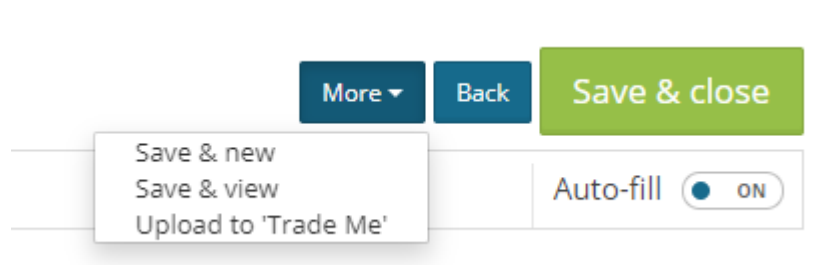 More Back Save & close
Save & new
Save & view
Upload to 'Trade Me'
Auto-fill ON